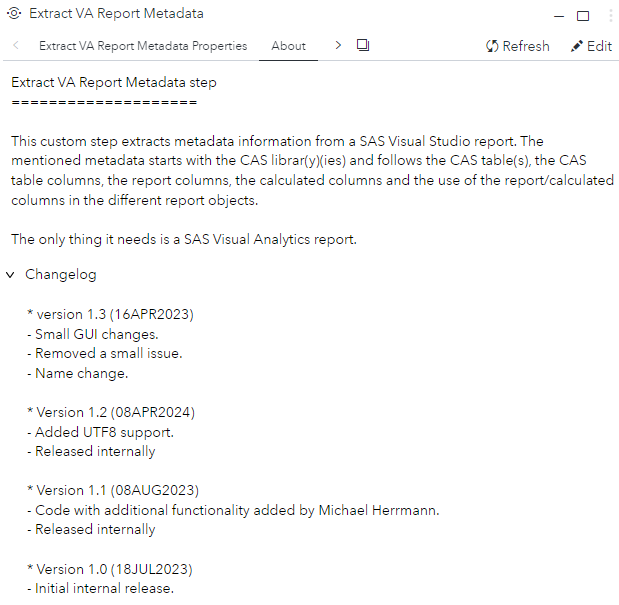 Extract VA Report Metadata
Extract VA Report Metadata Properties About Refresh Edit
Extract VA Report Metadata step
====================
This custom step extracts metadata information from a SAS Visual Studio report. The
mentioned metadata starts with the CAS librar(y)(ies) and follows the CAS table(s), the CAS
table columns, the report columns, the calculated columns and the use of the report/calculated
columns in the different report objects.
The only thing it needs is a SAS Visual Analytics report.
Changelog
* version 1.3 (16APR2023)
- Small GUI changes.
- Removed a small issue.
- Name change.
* Version 1.2 (08APR2024)
- Added UTF8 support.
- Released internally
* Version 1.1 (08AUG2023)
- Code with additional functionality added by Michael Herrmann.
- Released internally
* Version 1.0 (18JUL2023)
- Initial internal release.